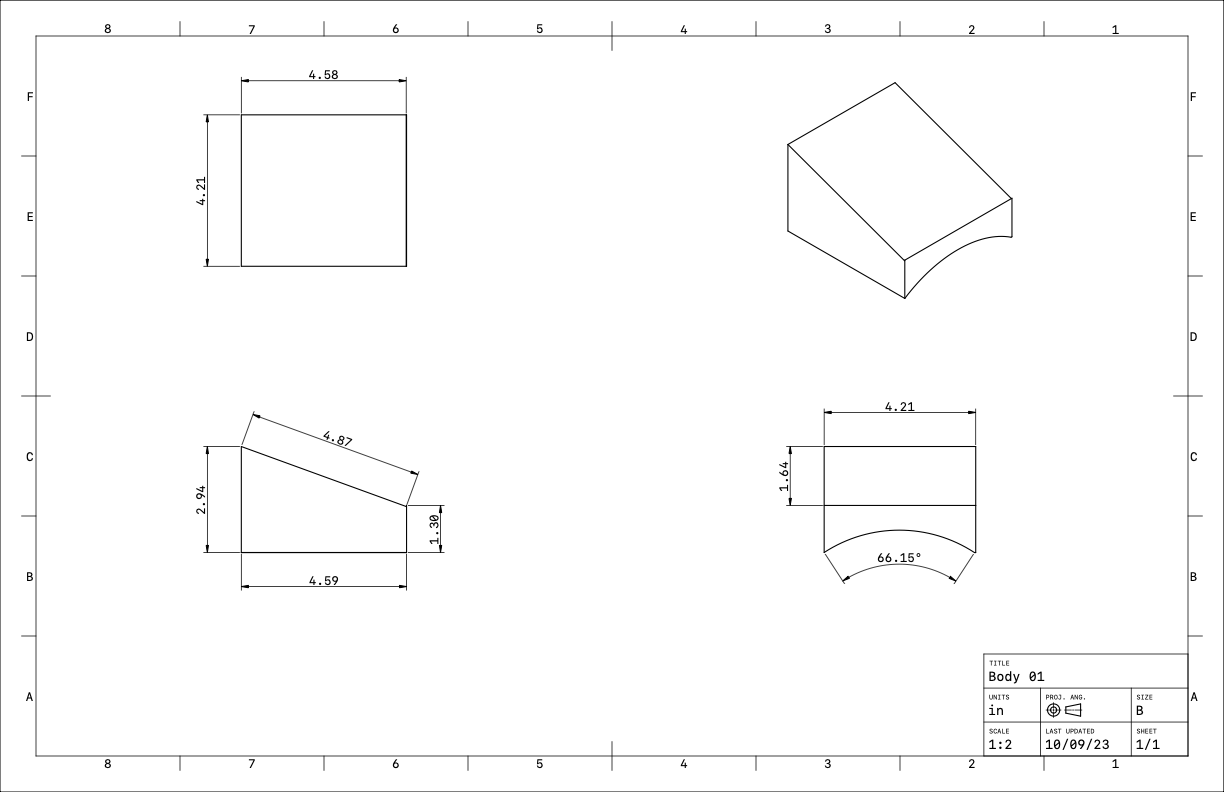 8 7 6 5 4 3 2 1
F F
E E
D D
C C
B B
A A
4.58
4.21
4.87
2.94
1.30
4.59
4.21
1.64
66.15°
TITLE
Body 01
UNITS PROJ. ANG. SIZE
in B
SCALE LAST UPDATED SHEET
1:2 10/09/23 1/1
8 7 6 5 4 3 2 1